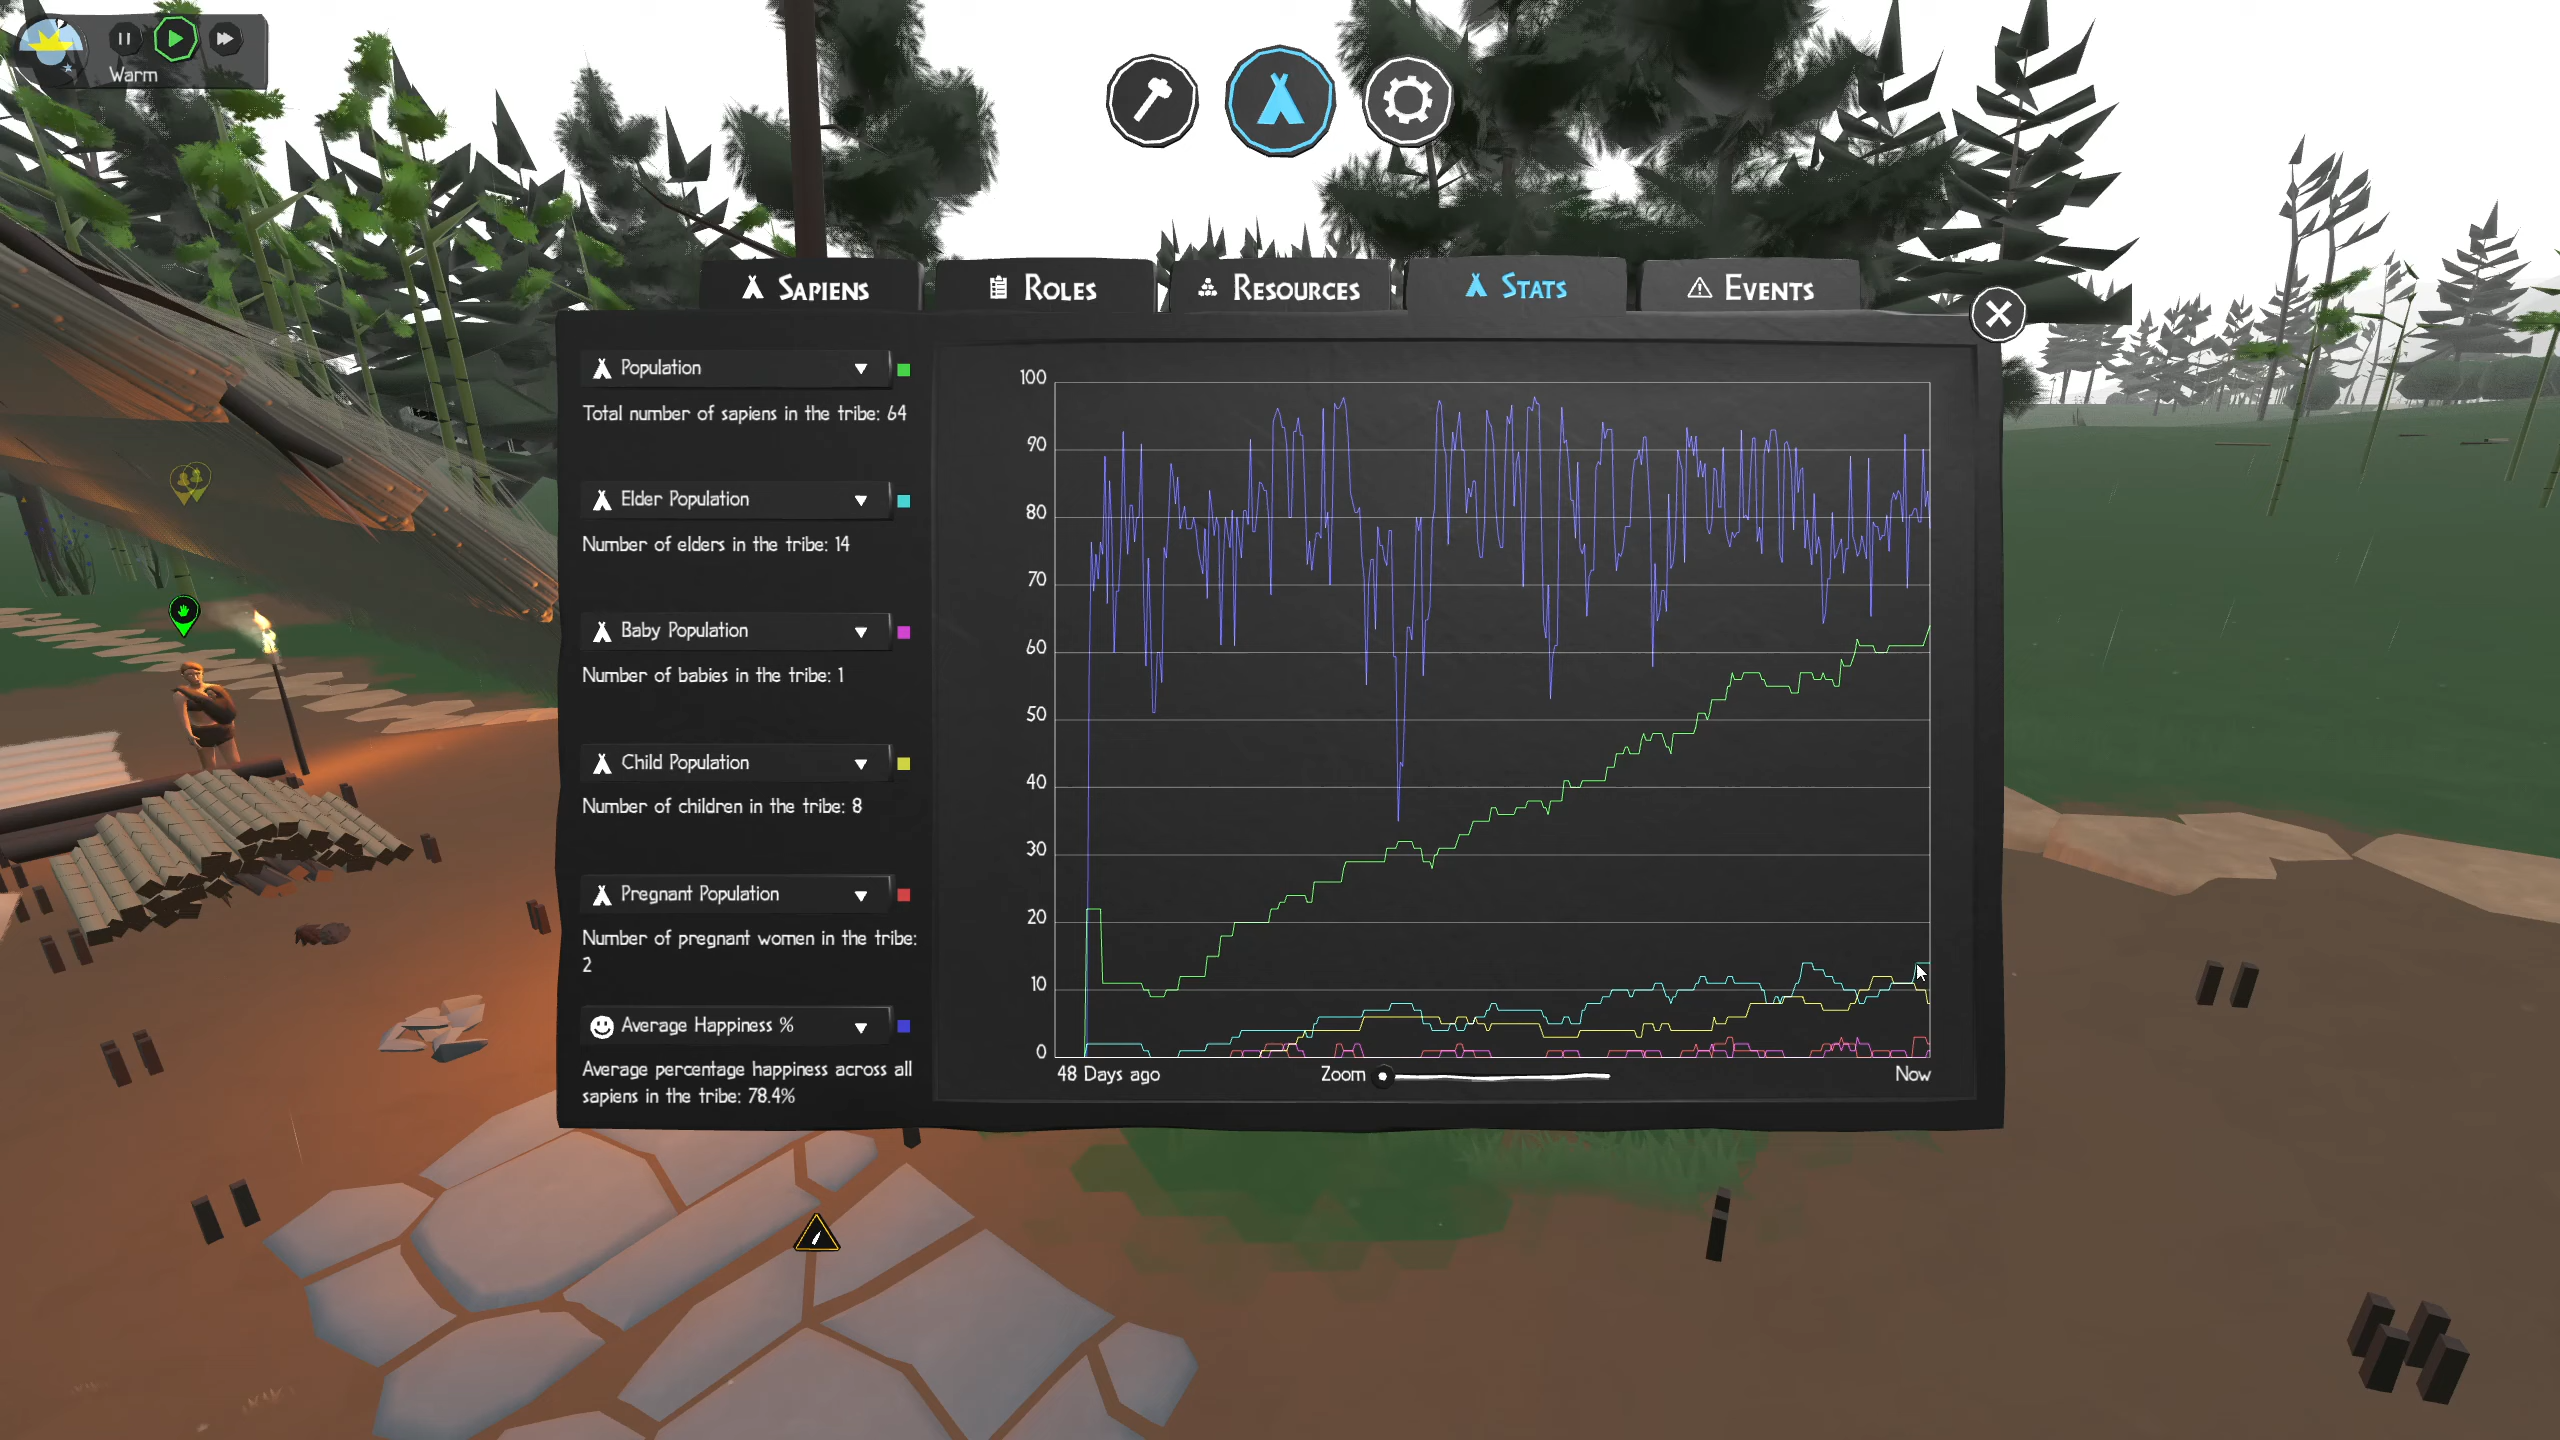 Warm
Sapiens
Roles
Resources
Stats
Events
Population
Total number of sapiens in the tribe: 64
Elder Population
Number of elders in the tribe: 14
Baby Population
Number of babies in the tribe: 1
Child Population
Number of children in the tribe: 8
Pregnant Population
Number of pregnant women in the tribe:
2
Average Happiness %
Average percentage happiness across all
sapiens in the tribe: 78.4%
100
90
80
70
60
50
40
30
20
10
0
48 Days ago
Zoom
Now